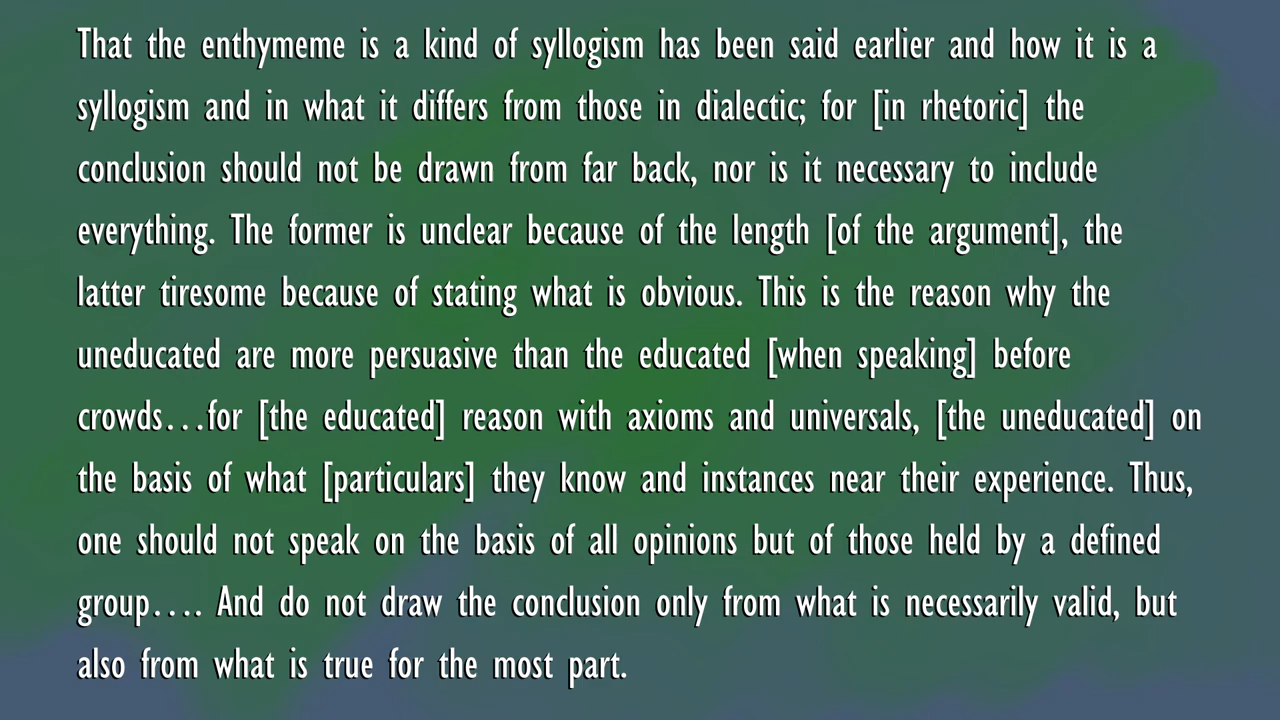 That the enthymeme is a kind of syllogism has been said earlier and how it is a
syllogism and in what it differs from those in dialectic; for [in rhetoric] the
conclusion should not be drawn from far back, nor is it necessary to include
everything. The former is unclear because of the length [of the argument], the
latter tiresome because of stating what is obvious. This is the reason why the
uneducated are more persuasive than the educated [when speaking] before
crowds…for [the educated] reason with axioms and universals, [the uneducated] on
the basis of what [particulars] they know and instances near their experience. Thus,
one should not speak on the basis of all opinions but of those held by a defined
group…. And do not draw the conclusion only from what is necessarily valid, but
also from what is true for the most part.